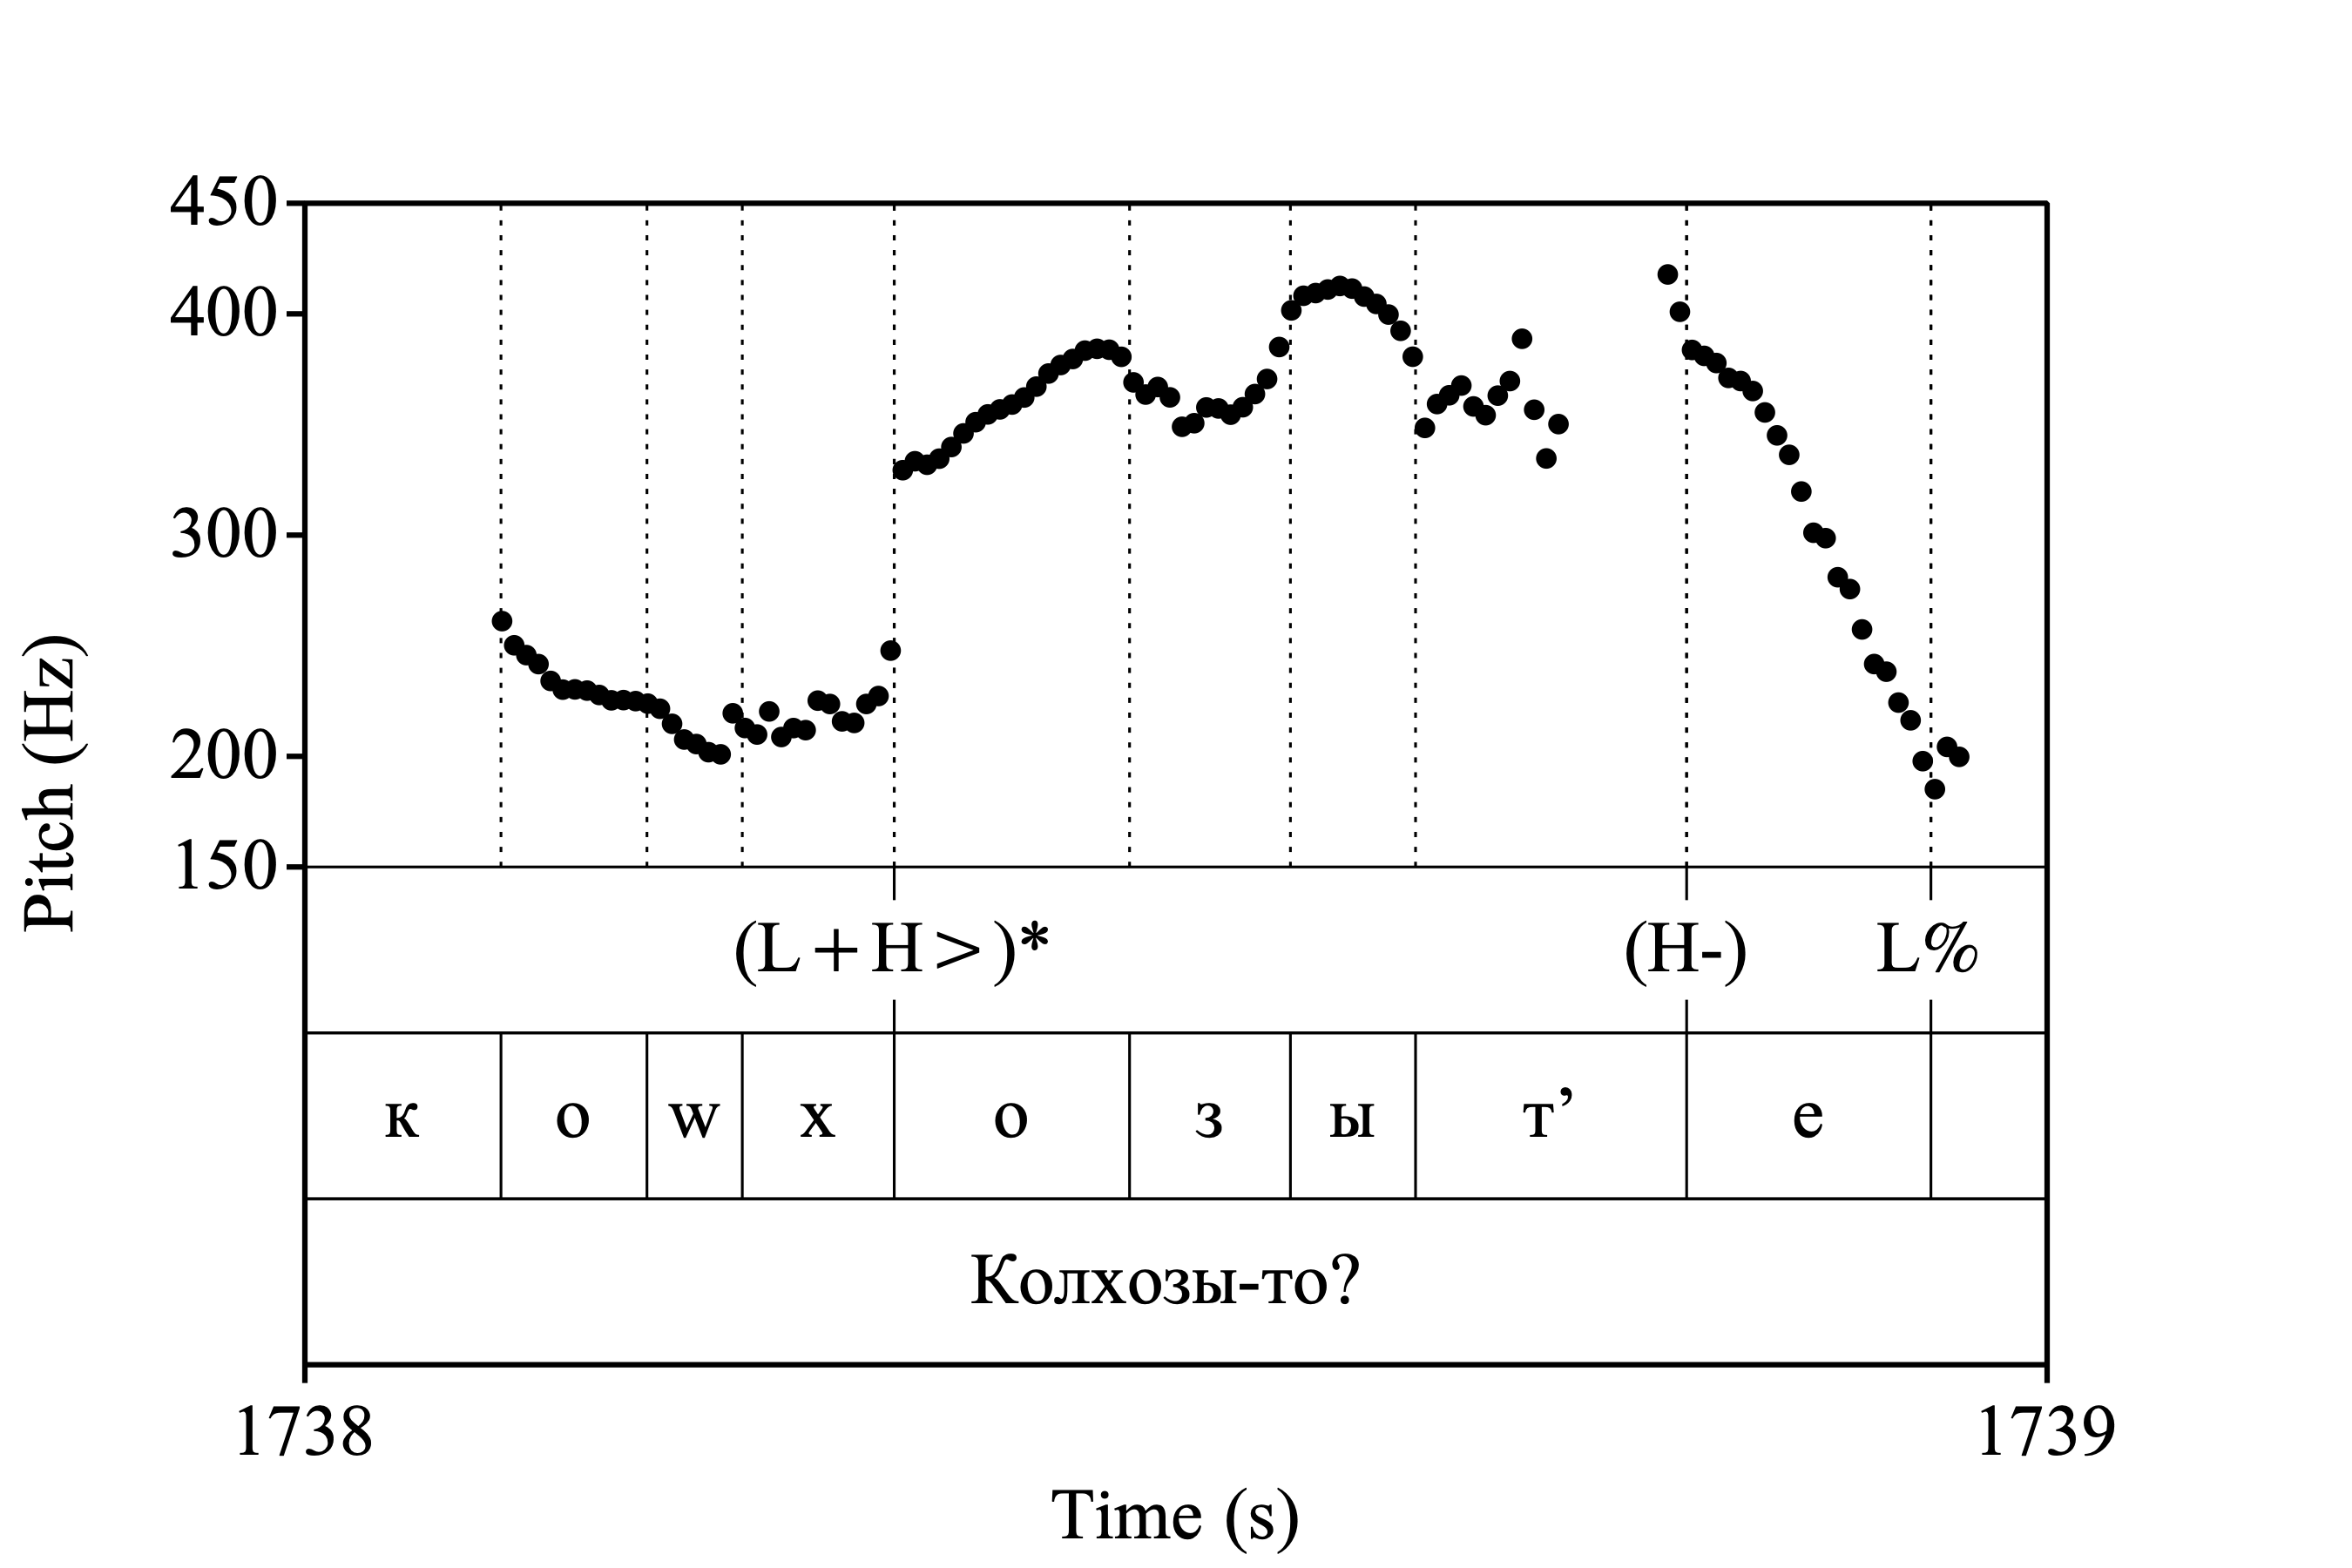 Pitch (Hz)
450
400
300
200
150
(L + H >)* (H-) L%
к о w х о з ы т’ е
Колхозы-то?
1738 1739
Time (s)